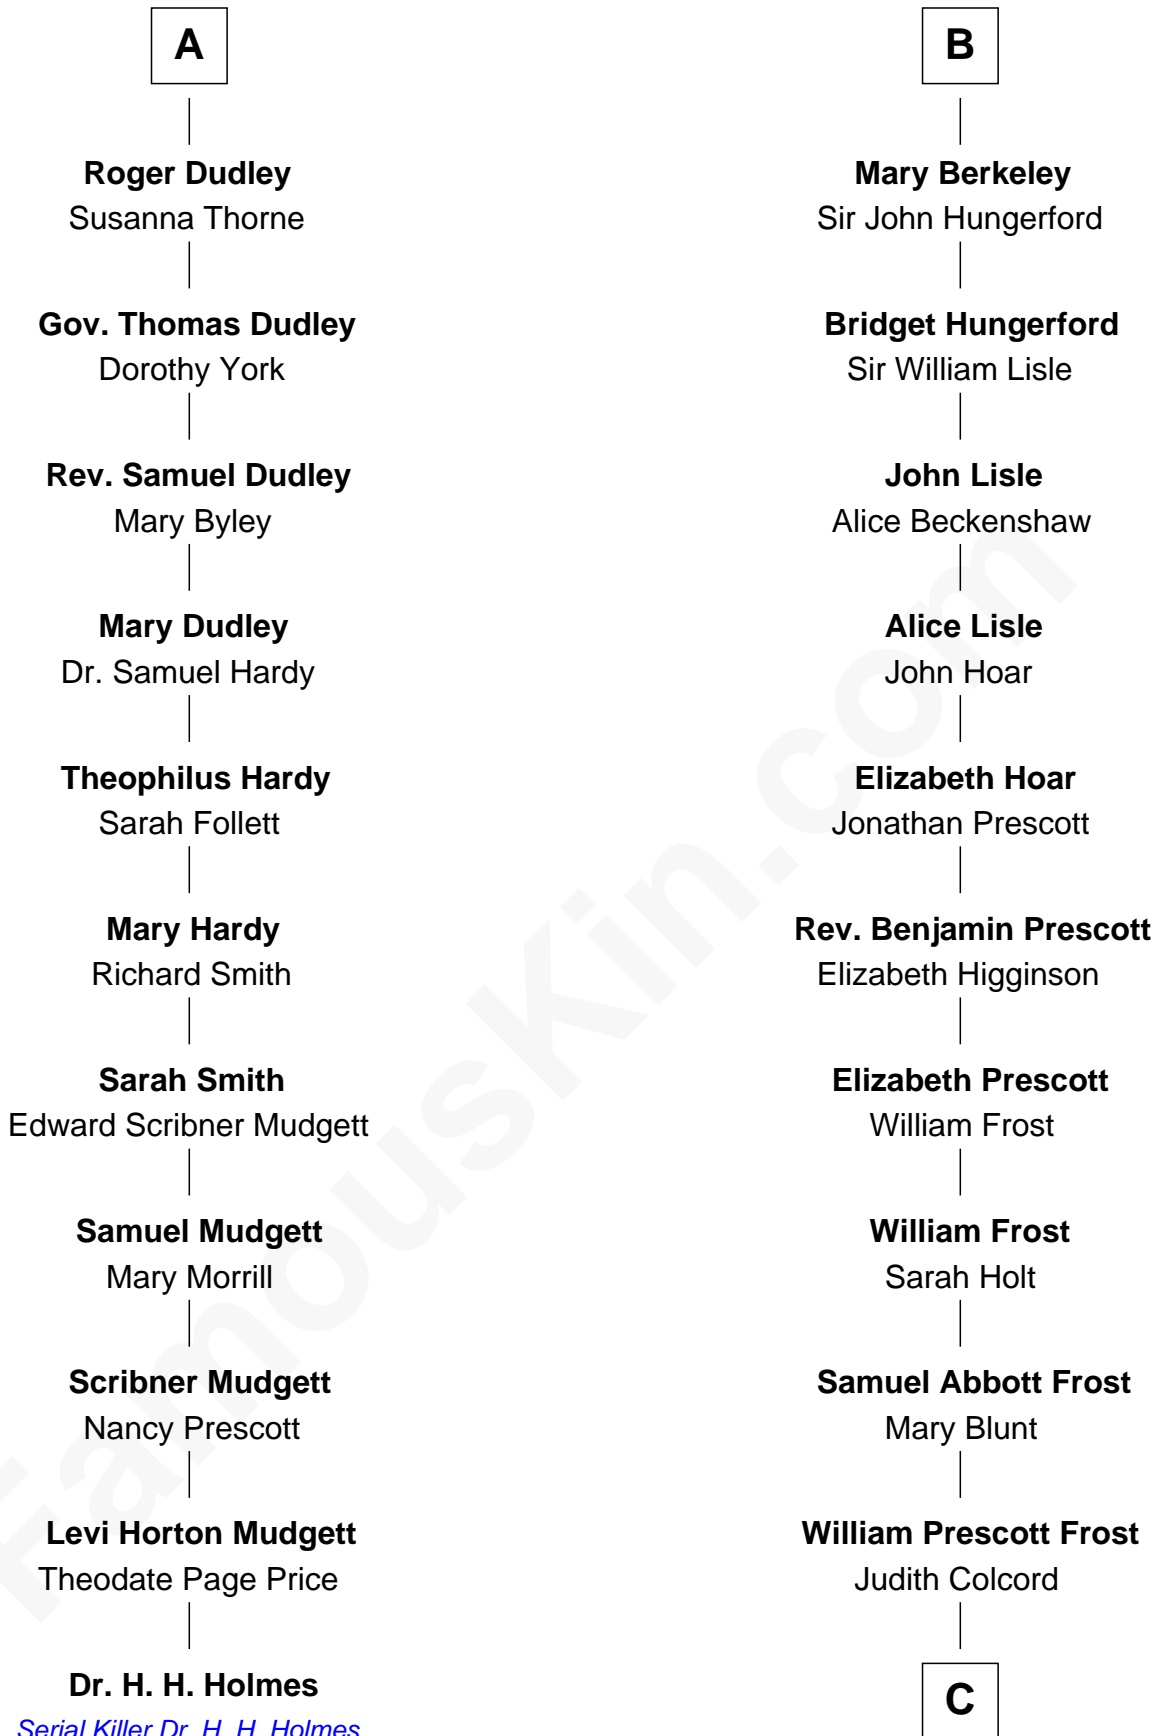 A
Roger Dudley
Susanna Thorne
Gov. Thomas Dudley
Dorothy York
Rev. Samuel Dudley
Mary Byley
Mary Dudley
Dr. Samuel Hardy
Theophilus Hardy
Sarah Follett
Mary Hardy
Richard Smith
Sarah Smith
Edward Scribner Mudgett
Samuel Mudgett
Mary Morrill
Scribner Mudgett
Nancy Prescott
Levi Horton Mudgett
Theodate Page Price
Dr. H. H. Holmes
Serial Killer Dr. H. H. Holmes
B
Mary Berkeley
Sir John Hungerford
Bridget Hungerford
Sir William Lisle
John Lisle
Alice Beckenshaw
Alice Lisle
John Hoar
Elizabeth Hoar
Jonathan Prescott
Rev. Benjamin Prescott
Elizabeth Higginson
Elizabeth Prescott
William Frost
William Frost
Sarah Holt
Samuel Abbott Frost
Mary Blunt
William Prescott Frost
Judith Colcord
C
FamousKin.com